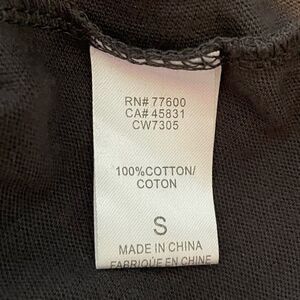 RN# 77600
CA# 45831
CW7305
100%COTTON/
COTON
S
MADE IN CHINA
FABRIQUÉ EN CHINE